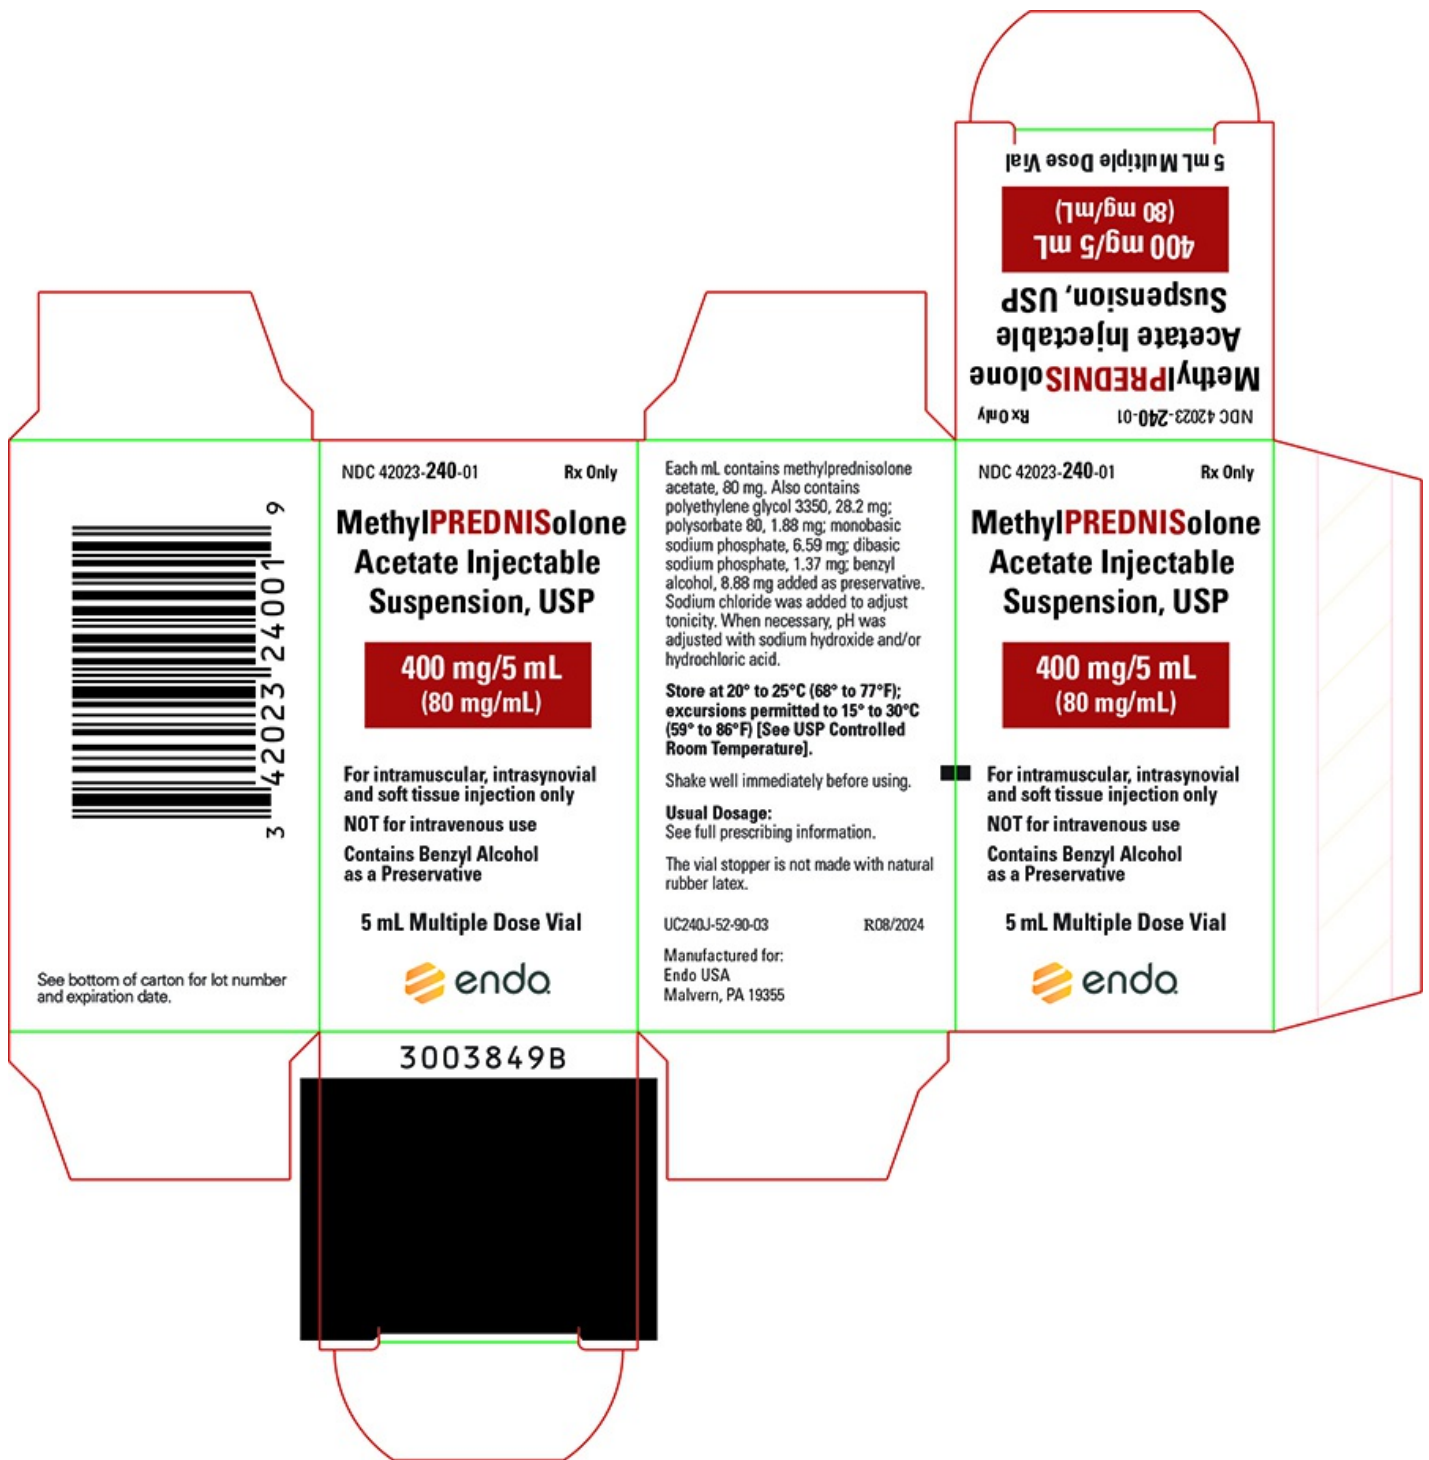 5 mL Multiple Dose Vial
400 mg/5 mL
(80 mg/mL)
Suspension, USP
Acetate Injectable
MethylPREDNISolone
NDC 42023-240-01 Rx Only
3 42023 24001 9
See bottom of carton for lot number
and expiration date.
NDC 42023-240-01 Rx Only
MethylPREDNISolone
Acetate Injectable
Suspension, USP
400 mg/5 mL
(80 mg/mL)
For intramuscular, intrasynovial
and soft tissue injection only
NOT for intravenous use
Contains Benzyl Alcohol
as a Preservative
5 mL Multiple Dose Vial
endo
Each mL contains methylprednisolone
acetate, 80 mg. Also contains
polyethylene glycol 3350, 28.2 mg;
polysorbate 80, 1.88 mg; monobasic
sodium phosphate, 6.59 mg; dibasic
sodium phosphate, 1.37 mg; benzyl
alcohol, 8.88 mg added as preservative.
Sodium chloride was added to adjust
tonicity. When necessary, pH was
adjusted with sodium hydroxide and/or
hydrochloric acid.
Store at 20° to 25°C (68° to 77°F);
excursions permitted to 15° to 30°C
(59° to 86°F) [See USP Controlled
Room Temperature].
Shake well immediately before using.
Usual Dosage:
See full prescribing information.
The vial stopper is not made with natural
rubber latex.
UC240J-52-90-03 R08/2024
Manufactured for:
Endo USA
Malvern, PA 19355
NDC 42023-240-01 Rx Only
MethylPREDNISolone
Acetate Injectable
Suspension, USP
400 mg/5 mL
(80 mg/mL)
For intramuscular, intrasynovial
and soft tissue injection only
NOT for intravenous use
Contains Benzyl Alcohol
as a Preservative
5 mL Multiple Dose Vial
endo
3003849B